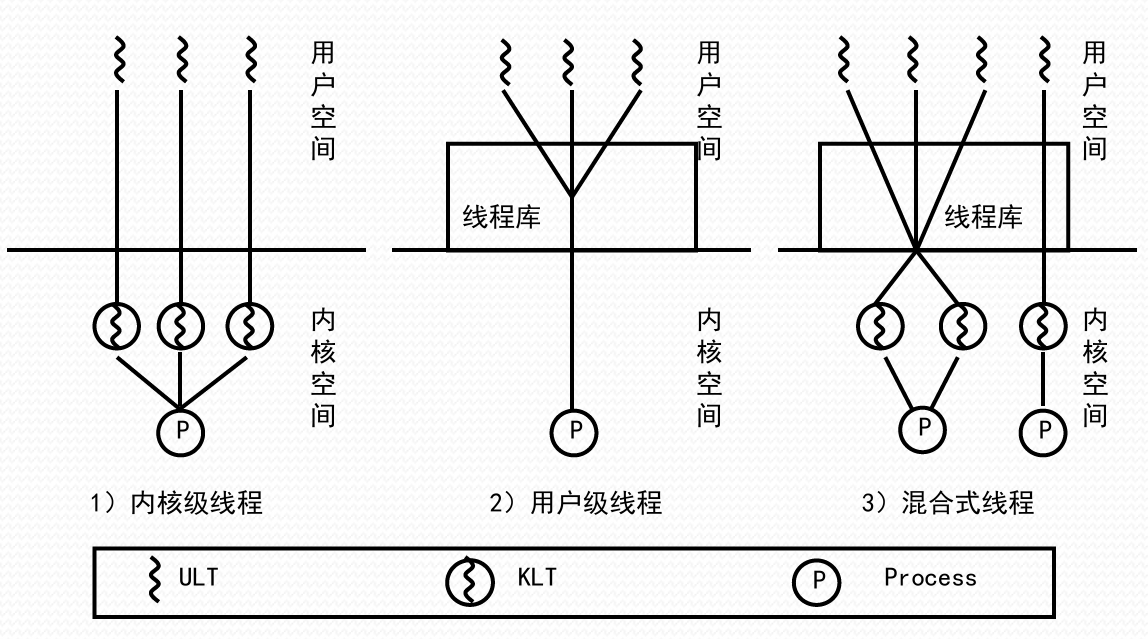 用户空间
用户空间
用户空间
线程库
线程库
内核空间
内核空间
内核空间
P
P
P
P
1）内核级线程
2）用户级线程
3）混合式线程
ULT
KLT
P
Process